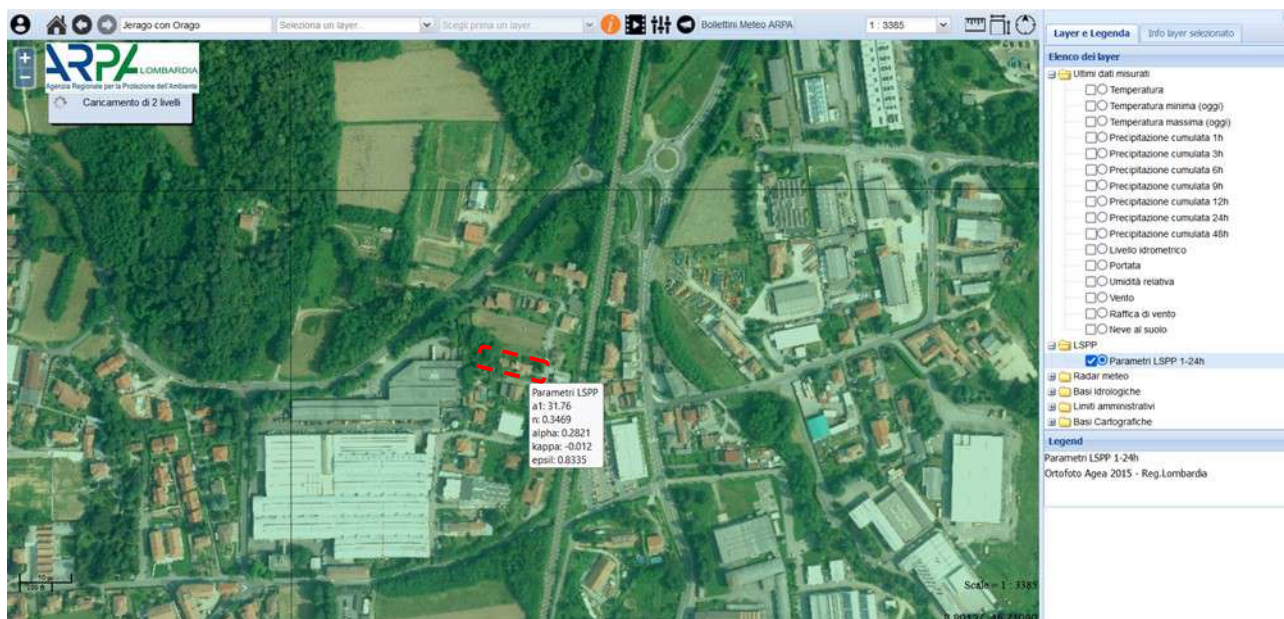 Jerago con Orago
Seleziona un layer..
Scegli prima un layer...
Bollettini Meteo ARPA
1 : 3385
ARPA LOMBARDIA
Agenzia Regionale per la Protezione dell'Ambiente
Caricamento di 2 livelli
Parametri LSPP
a1: 31.76
n: 0.3469
alpha: 0.2821
kappa: -0.012
epsil: 0.8335
Scale = 1 : 3385
Layer e Legenda
Info layer selezionato
Elenco dei layer
Ultimi dati misurati
Temperatura
Temperatura minima (oggi)
Temperatura massima (oggi)
Precipitazione cumulata 1h
Precipitazione cumulata 3h
Precipitazione cumulata 6h
Precipitazione cumulata 9h
Precipitazione cumulata 12h
Precipitazione cumulata 24h
Precipitazione cumulata 48h
Livello idrometrico
Portata
Umidità relativa
Vento
Raffica di vento
Neve al suolo
LSPP
Parametri LSPP 1-24h
Radar meteo
Basi idrologiche
Limiti amministrativi
Basi Cartografiche
Legend
Parametri LSPP 1-24h
Ortofoto Agea 2015 - Reg.Lombardia